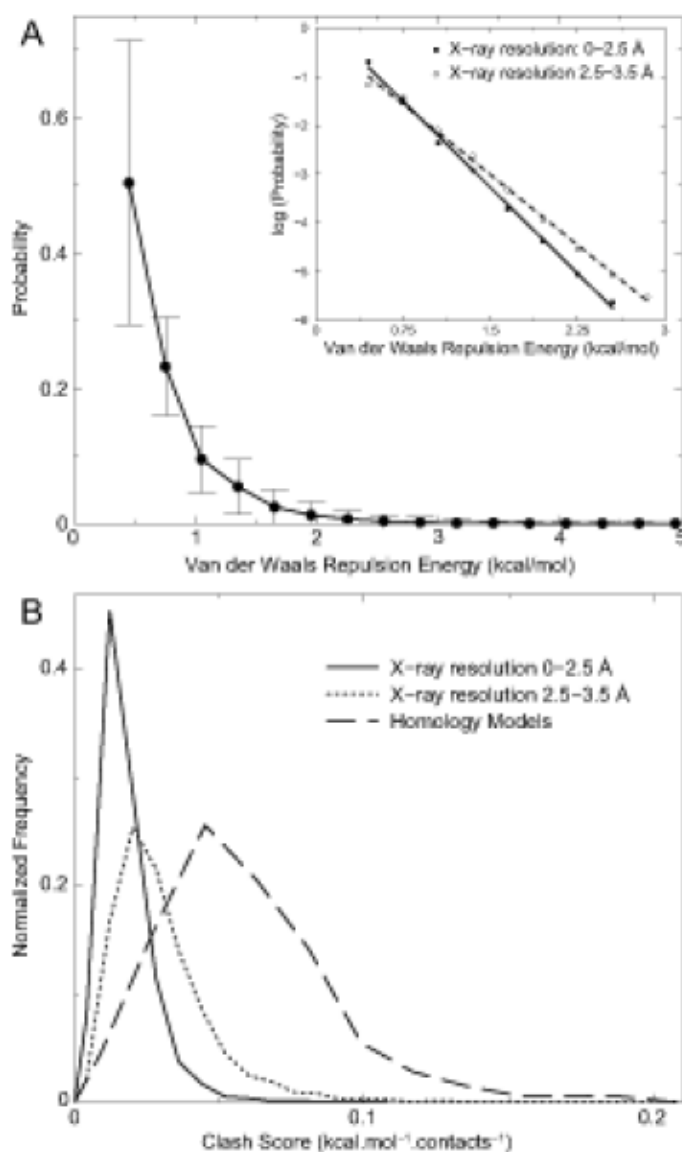 A
X-ray resolution: 0-2.5 Å
X-ray resolution 2.5-3.5 Å
log (Probability)
0
-1
-2
-3
-4
-5
-6
0 0.75 1.5 2.25 3
Van der Waals Repulsion Energy (kcal/mol)
Probability
0.6
0.4
0.2
0
0 1 2 3 4 5
Van der Waals Repulsion Energy (kcal/mol)
B
X-ray resolution 0-2.5 Å
X-ray resolution 2.5-3.5 Å
Homology Models
Normalized Frequency
0.4
0.2
0
0 0.1 0.2
Clash Score (kcal.mol⁻¹.contacts⁻¹)